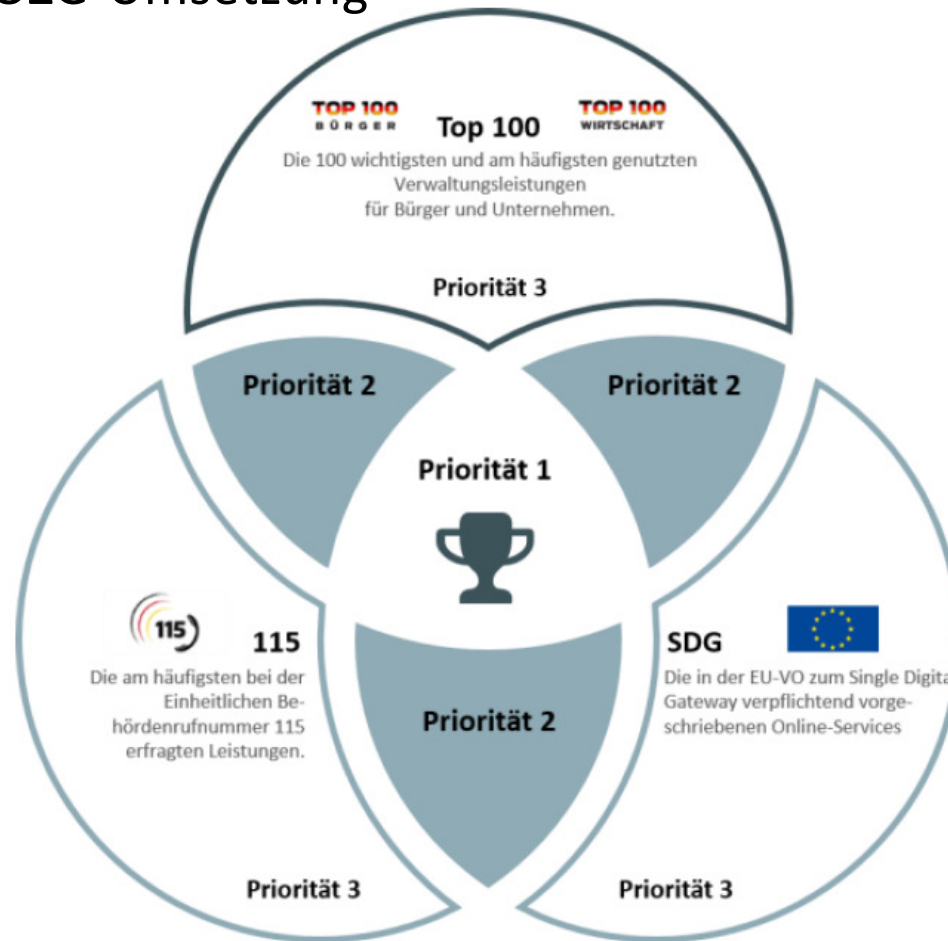 Umsetzung
TOP 100
BÜRGER
Top 100
TOP 100
WIRTSCHAFT
Die 100 wichtigsten und am häufigsten genutzten
Verwaltungsleistungen
für Bürger und Unternehmen.
Priorität 3
Priorität 2
Priorität 2
Priorität 1
115
115
Die am häufigsten bei der
Einheitlichen Be-
hördenrufnummer 115
erfragten Leistungen.
SDG
Die in der EU-VO zum Single Digita
Gateway verpflichtend vorge-
schriebenen Online-Services
Priorität 2
Priorität 3
Priorität 3